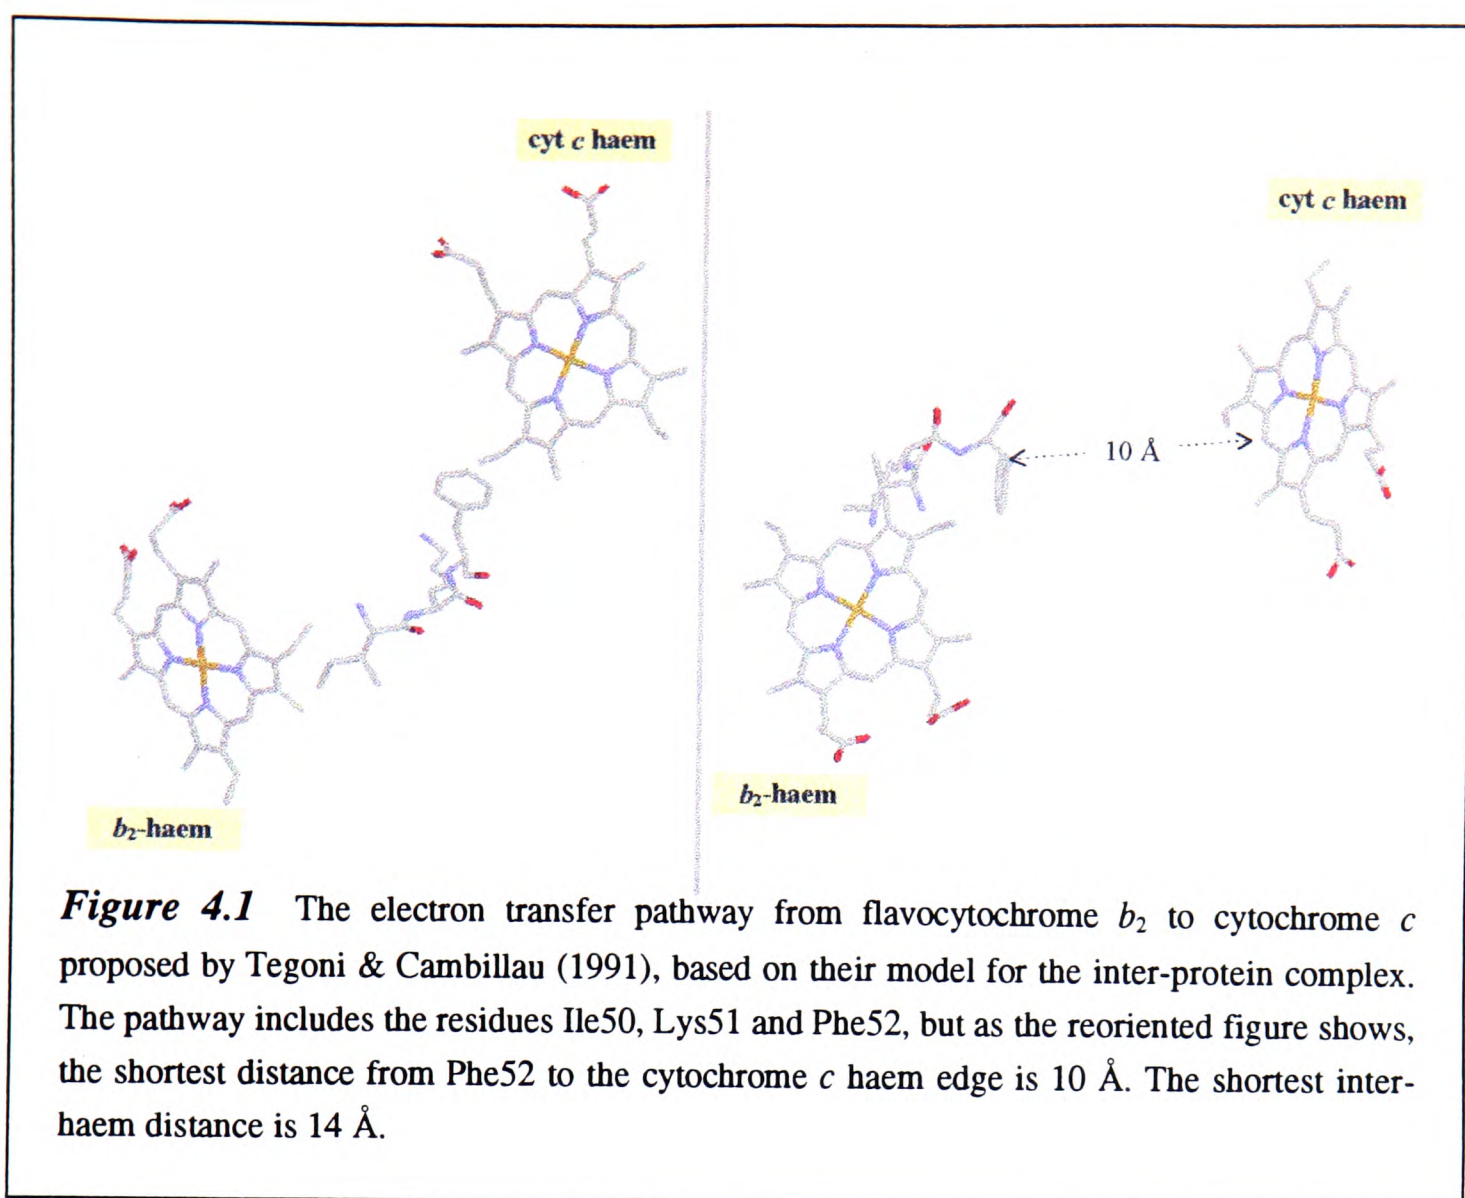 cyt c haem
cyt c haem
10 Å
b₂-haem
b₂-haem
Figure 4.1 The electron transfer pathway from flavocytochrome b₂ to cytochrome c
proposed by Tegoni & Cambillau (1991), based on their model for the inter-protein complex.
The pathway includes the residues Ile50, Lys51 and Phe52, but as the reoriented figure shows,
the shortest distance from Phe52 to the cytochrome c haem edge is 10 Å. The shortest inter-
haem distance is 14 Å.